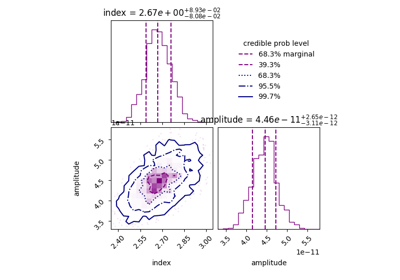 index = 2.67e+00+8.93e−02−8.08e−02
credible prob level
68.3% marginal
39.3%
68.3%
95.5%
99.7%
1e−11
amplitude = 4.46e−11+2.65e−12−3.11e−12
amplitude
5.5
5.0
4.5
4.0
3.5
2.40 2.55 2.70 2.85 3.00
index
3.5 4.5 5.0 5.5
1e−11
amplitude